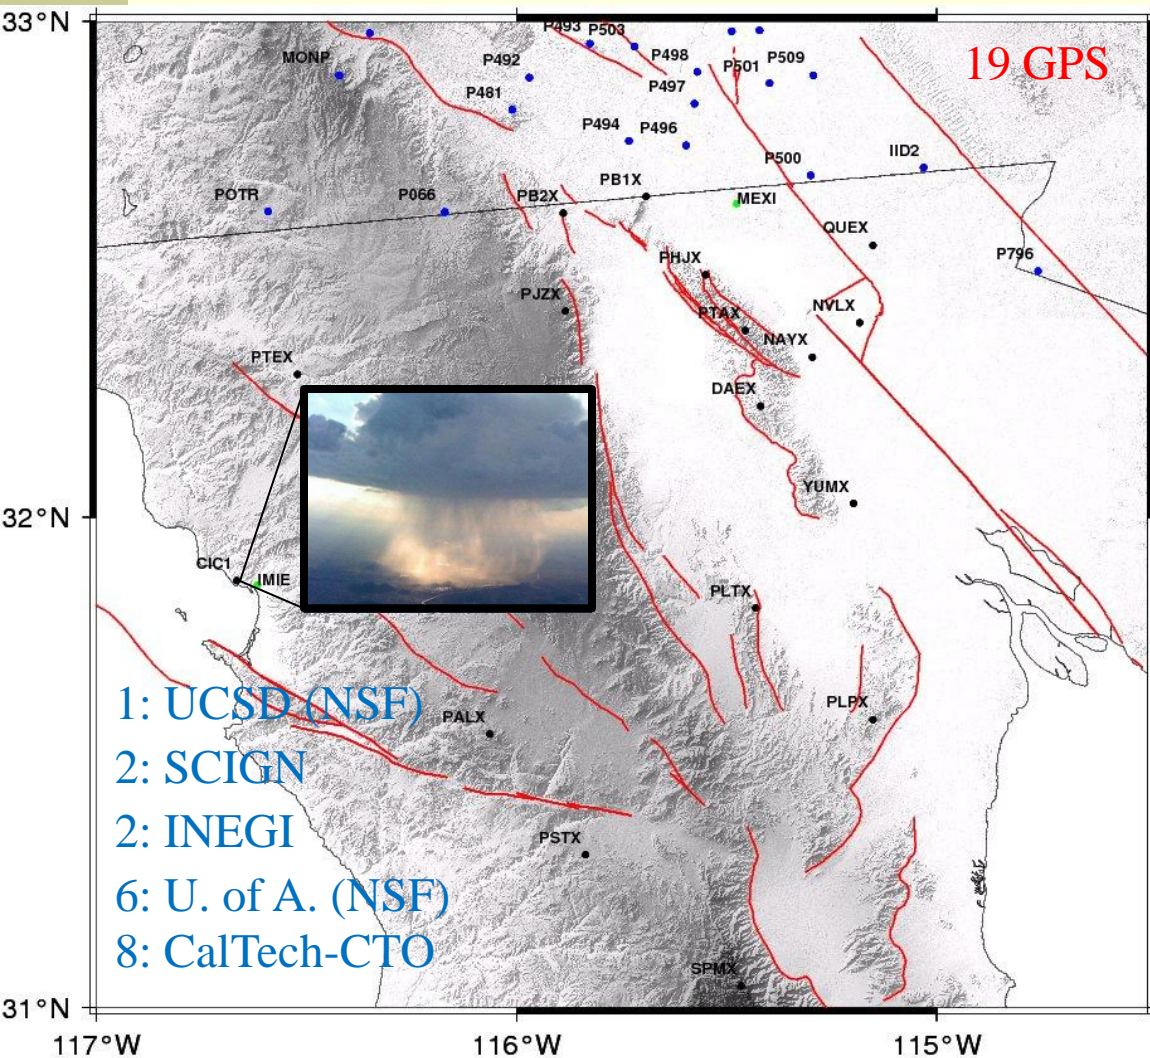 33°N
19 GPS
P493 P503
MONP
P492
P498
P501
P509
P481
P497
P494
P496
P500
IID2
POTR
P066
PB2X
PB1X
MEXI
QUEX
P796
PHJX
PJZX
PTAX
NVLX
NAYX
PTEX
DAEX
32°N
YUMX
CIC1
IMIE
PLTX
1: UCSD (NSF)
PALX
PLPX
2: SCIGN
2: INEGI
PSTX
6: U. of A. (NSF)
8: CalTech-CTO
SPMX
31°N
117°W
116°W
115°W